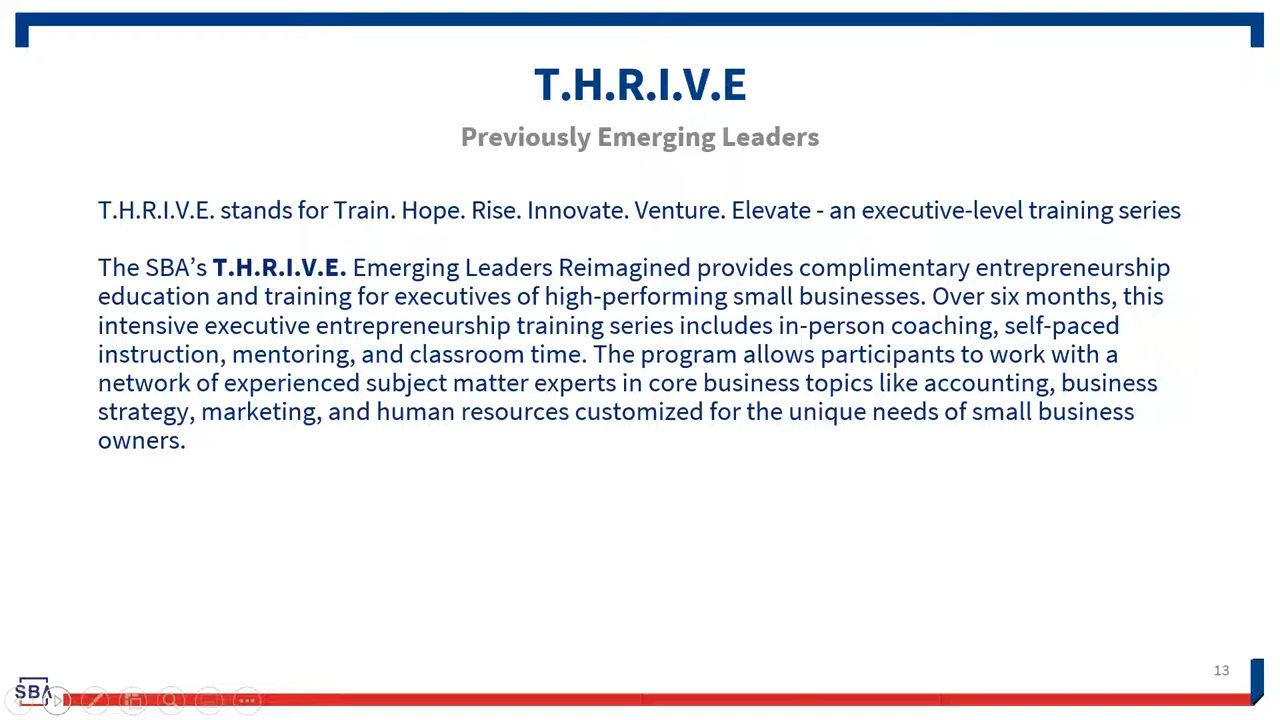 T.H.R.I.V.E
Previously Emerging Leaders
T.H.R.I.V.E. stands for Train. Hope. Rise. Innovate. Venture. Elevate - an executive-level training series
The SBA’s T.H.R.I.V.E. Emerging Leaders Reimagined provides complimentary entrepreneurship
education and training for executives of high-performing small businesses. Over six months, this
intensive executive entrepreneurship training series includes in-person coaching, self-paced
instruction, mentoring, and classroom time. The program allows participants to work with a
network of experienced subject matter experts in core business topics like accounting, business
strategy, marketing, and human resources customized for the unique needs of small business
owners.
13
SBA